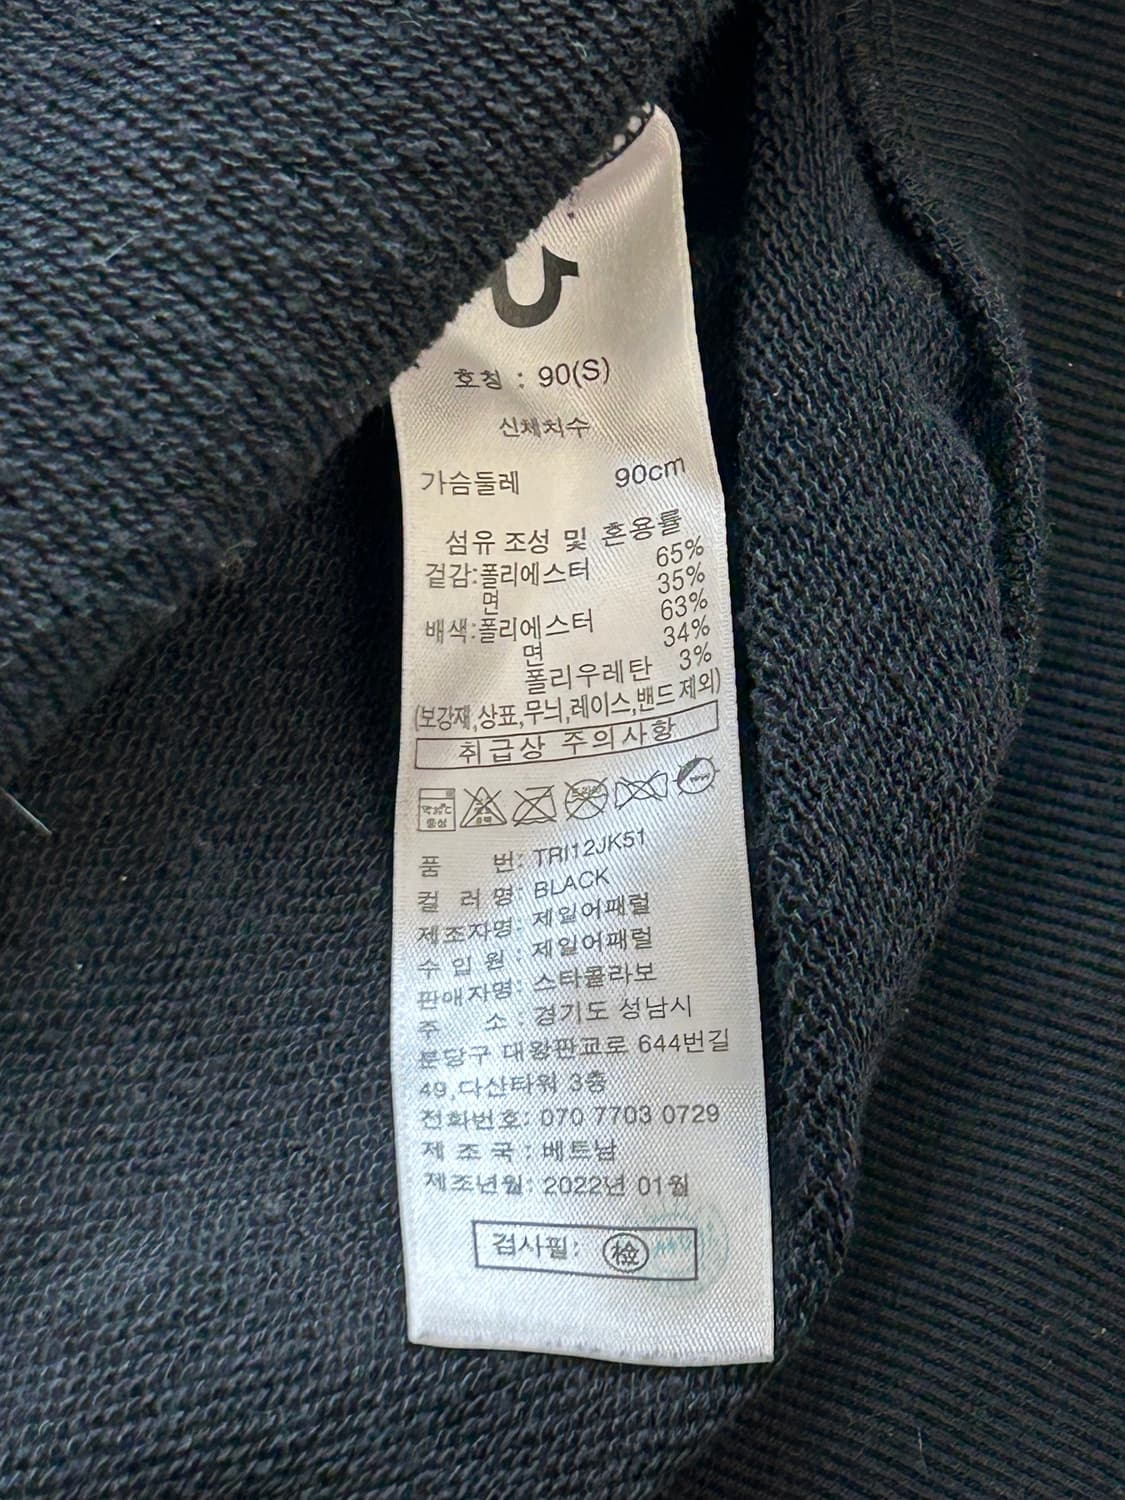 호칭 : 90(S)
신체치수
가슴둘레 90cm
섬유 조성 및 혼용률
겉감:폴리에스터 65%
면 35%
배색:폴리에스터 63%
면 34%
폴리우레탄 3%
(보강재,상표,무늬,레이스,밴드 제외)
취급상 주의사항
중성
품 번: TRI12JK51
컬 러 명: BLACK
제조자명: 제일어패럴
수 입 원 : 제일어패럴
판매자명: 스타콜라보
주 소 : 경기도 성남시
분당구 대왕판교로 644번길
49,다산타워 3층
전화번호: 070 7703 0729
제 조 국 : 베트남
제조년월: 2022년 01월
검사필: 檢